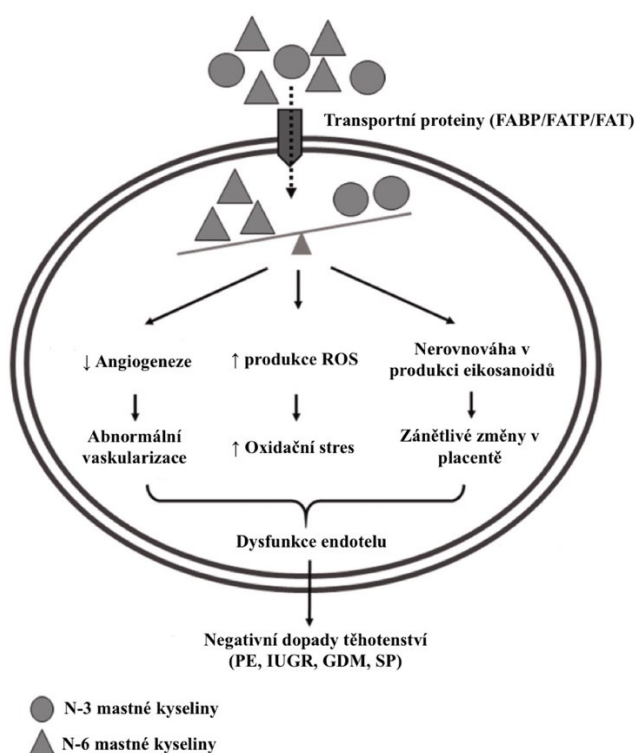 Transportní proteiny (FABP/FATP/FAT)
↓ Angiogeneze
↑ produkce ROS
Nerovnováha v
produkci eikosanoidů
Abnormální
vaskularizace
↑ Oxidační stres
Zánětlivé změny v
placentě
Dysfunkce endotelu
Negativní dopady těhotenství
(PE, IUGR, GDM, SP)
N-3 mastné kyseliny
N-6 mastné kyseliny